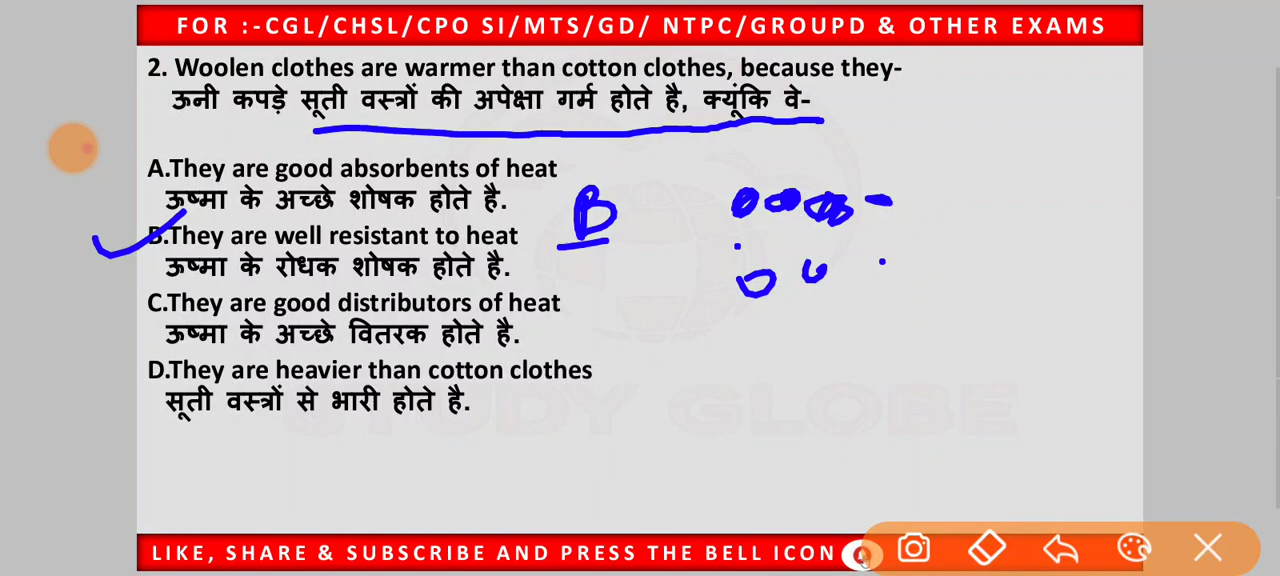 FOR :-CGL/CHSL/CPO SI/MTS/GD/ NTPC/GROUPD & OTHER EXAMS
2. Woolen clothes are warmer than cotton clothes, because they-
ऊनी कपड़े सूती वस्त्रों की अपेक्षा गर्म होते है, क्यूंकि वे-
A.They are good absorbents of heat
ऊष्मा के अच्छे शोषक होते है.
B
B.They are well resistant to heat
ऊष्मा के रोधक शोषक होते है.
C.They are good distributors of heat
ऊष्मा के अच्छे वितरक होते है.
D.They are heavier than cotton clothes
सूती वस्त्रों से भारी होते है.
STUDY GLOBE
LIKE, SHARE & SUBSCRIBE AND PRESS THE BELL ICON